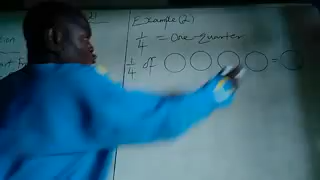 Example (2)
1/4 = One-quarter
1/4 of ◯ ◯ ◯ ◯ = ◯